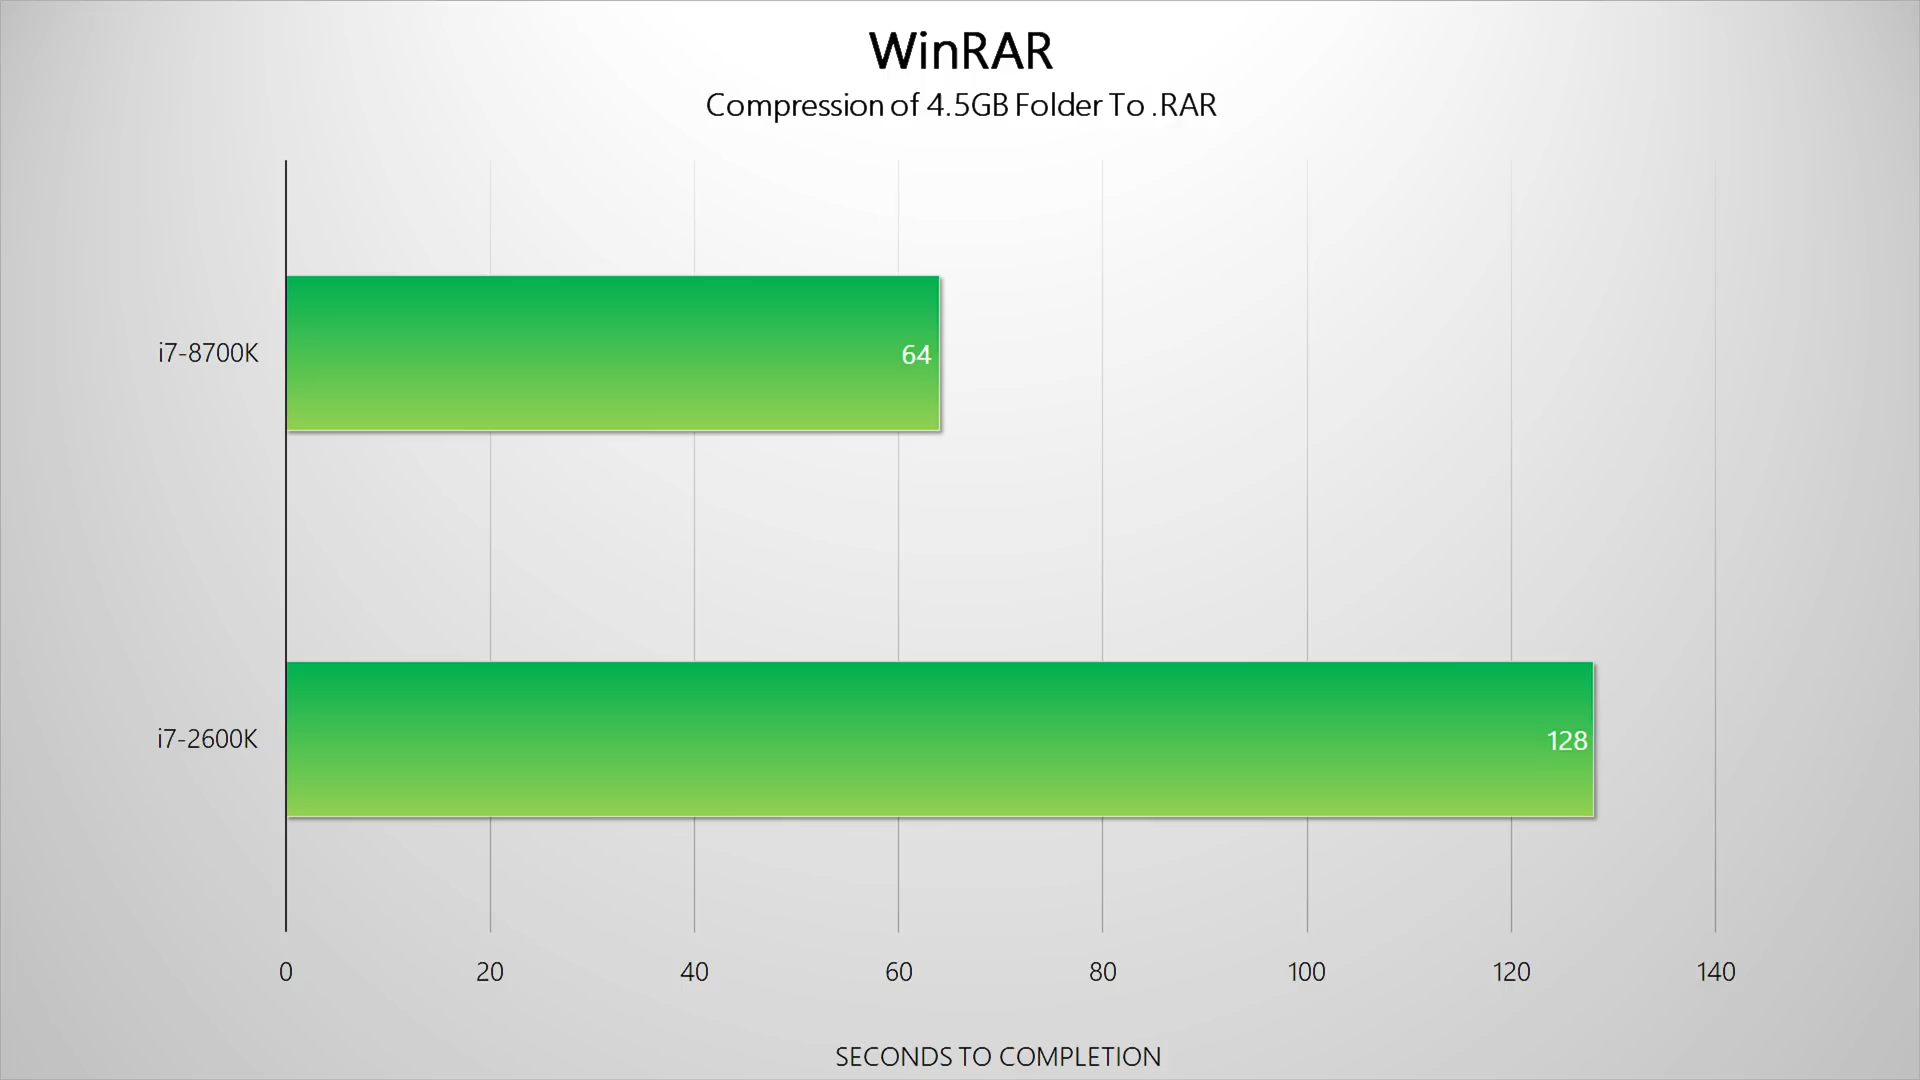 WinRAR
Compression of 4.5GB Folder To .RAR
i7-8700K
64
i7-2600K
128
0 20 40 60 80 100 120 140
SECONDS TO COMPLETION